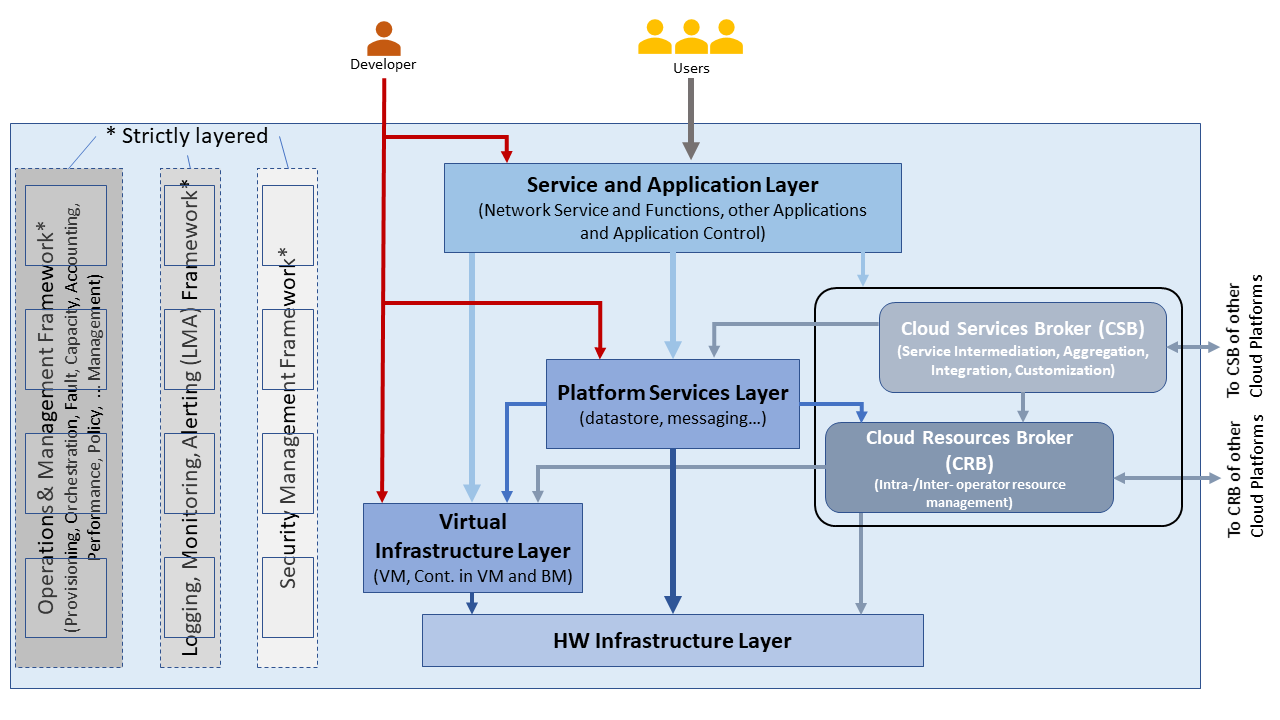 Developer
Users
* Strictly layered
Operations & Management Framework*
(Provisioning, Orchestration, Fault, Capacity, Accounting,
Performance, Policy, ... Management)
Logging, Monitoring, Alerting (LMA) Framework*
Security Management Framework*
Service and Application Layer
(Network Service and Functions, other Applications
and Application Control)
Cloud Services Broker (CSB)
(Service Intermediation, Aggregation,
Integration, Customization)
To CSB of other
Cloud Platforms
Platform Services Layer
(datastore, messaging…)
Cloud Resources Broker
(CRB)
(Intra-/Inter- operator resource
management)
To CRB of other
Cloud Platforms
Virtual
Infrastructure Layer
(VM, Cont. in VM and BM)
HW Infrastructure Layer